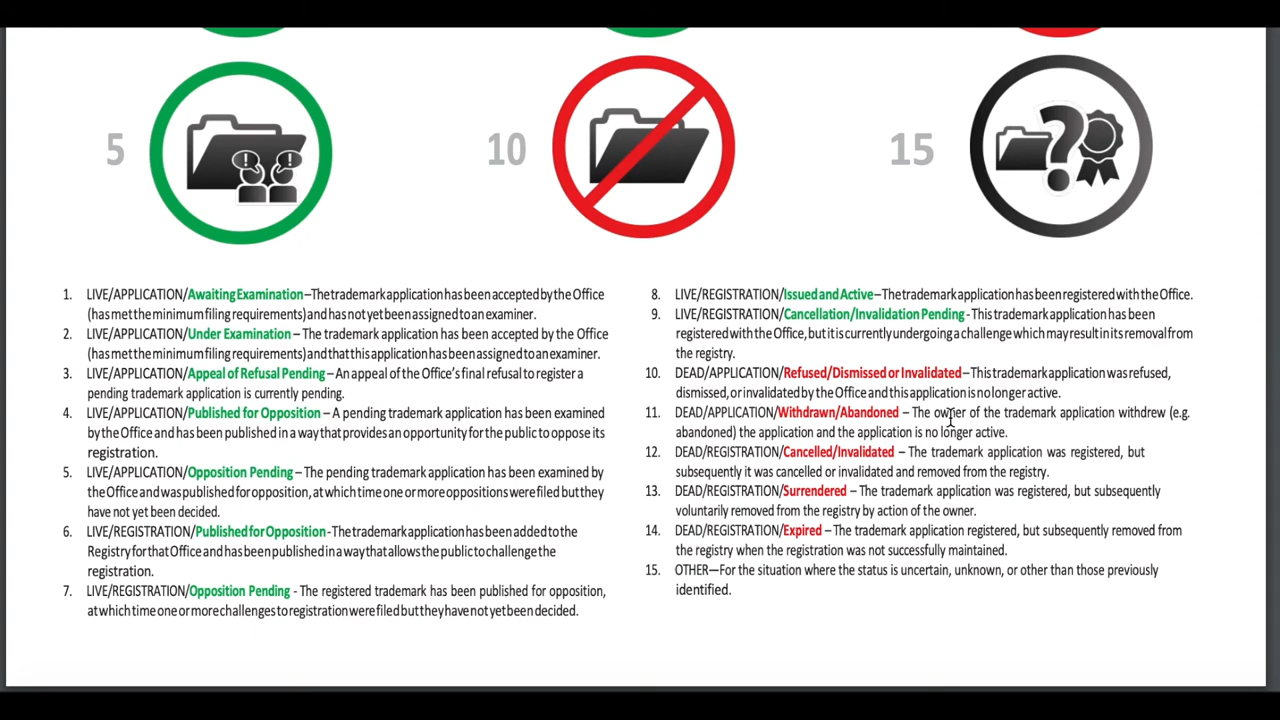 5
10
15
1. LIVE/APPLICATION/Awaiting Examination –The trademark application has been accepted by the Office
(has met the minimum filing requirements) and has not yet been assigned to an examiner.
2. LIVE/APPLICATION/Under Examination – The trademark application has been accepted by the Office
(has met the minimum filing requirements) and that this application has been assigned to an examiner.
3. LIVE/APPLICATION/Appeal of Refusal Pending – An appeal of the Office's final refusal to register a
pending trademark application is currently pending.
4. LIVE/APPLICATION/Published for Opposition – A pending trademark application has been examined
by the Office and has been published in a way that provides an opportunity for the public to oppose its
registration.
5. LIVE/APPLICATION/Opposition Pending – The pending trademark application has been examined by
the Office and was published for opposition, at which time one or more oppositions were filed but they
have not yet been decided.
6. LIVE/REGISTRATION/Published for Opposition - The trademark application has been added to the
Registry for that Office and has been published in a way that allows the public to challenge the
registration.
7. LIVE/REGISTRATION/Opposition Pending - The registered trademark has been published for opposition,
at which time one or more challenges to registration were filed but they have not yet been decided.
8. LIVE/REGISTRATION/Issued and Active – The trademark application has been registered with the Office.
9. LIVE/REGISTRATION/Cancellation/Invalidation Pending - This trademark application has been
registered with the Office, but it is currently undergoing a challenge which may result in its removal from
the registry.
10. DEAD/APPLICATION/Refused/Dismissed or Invalidated – This trademark application was refused,
dismissed, or invalidated by the Office and this application is no longer active.
11. DEAD/APPLICATION/Withdrawn/Abandoned – The owner of the trademark application withdrew (e.g.
abandoned) the application and the application is no longer active.
12. DEAD/REGISTRATION/Cancelled/Invalidated – The trademark application was registered, but
subsequently it was cancelled or invalidated and removed from the registry.
13. DEAD/REGISTRATION/Surrendered – The trademark application was registered, but subsequently
voluntarily removed from the registry by action of the owner.
14. DEAD/REGISTRATION/Expired – The trademark application registered, but subsequently removed from
the registry when the registration was not successfully maintained.
15. OTHER—For the situation where the status is uncertain, unknown, or other than those previously
identified.